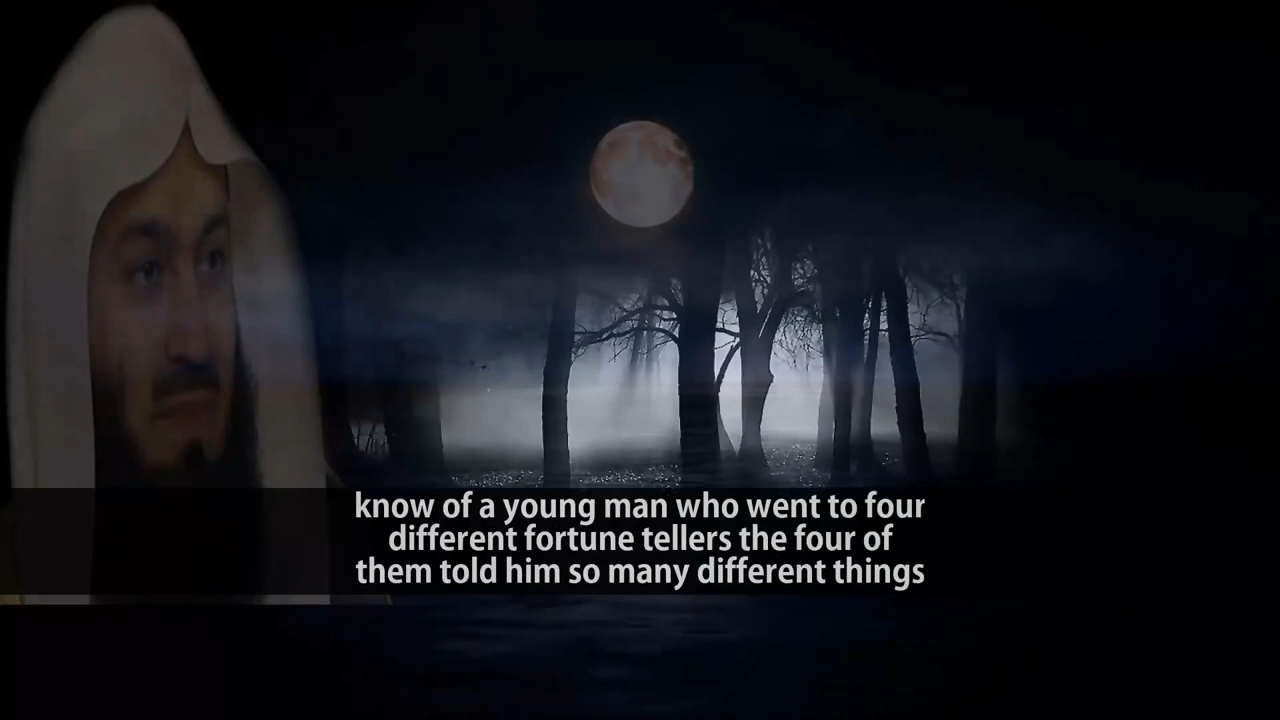 know of a young man who went to four
different fortune tellers the four of
them told him so many different things